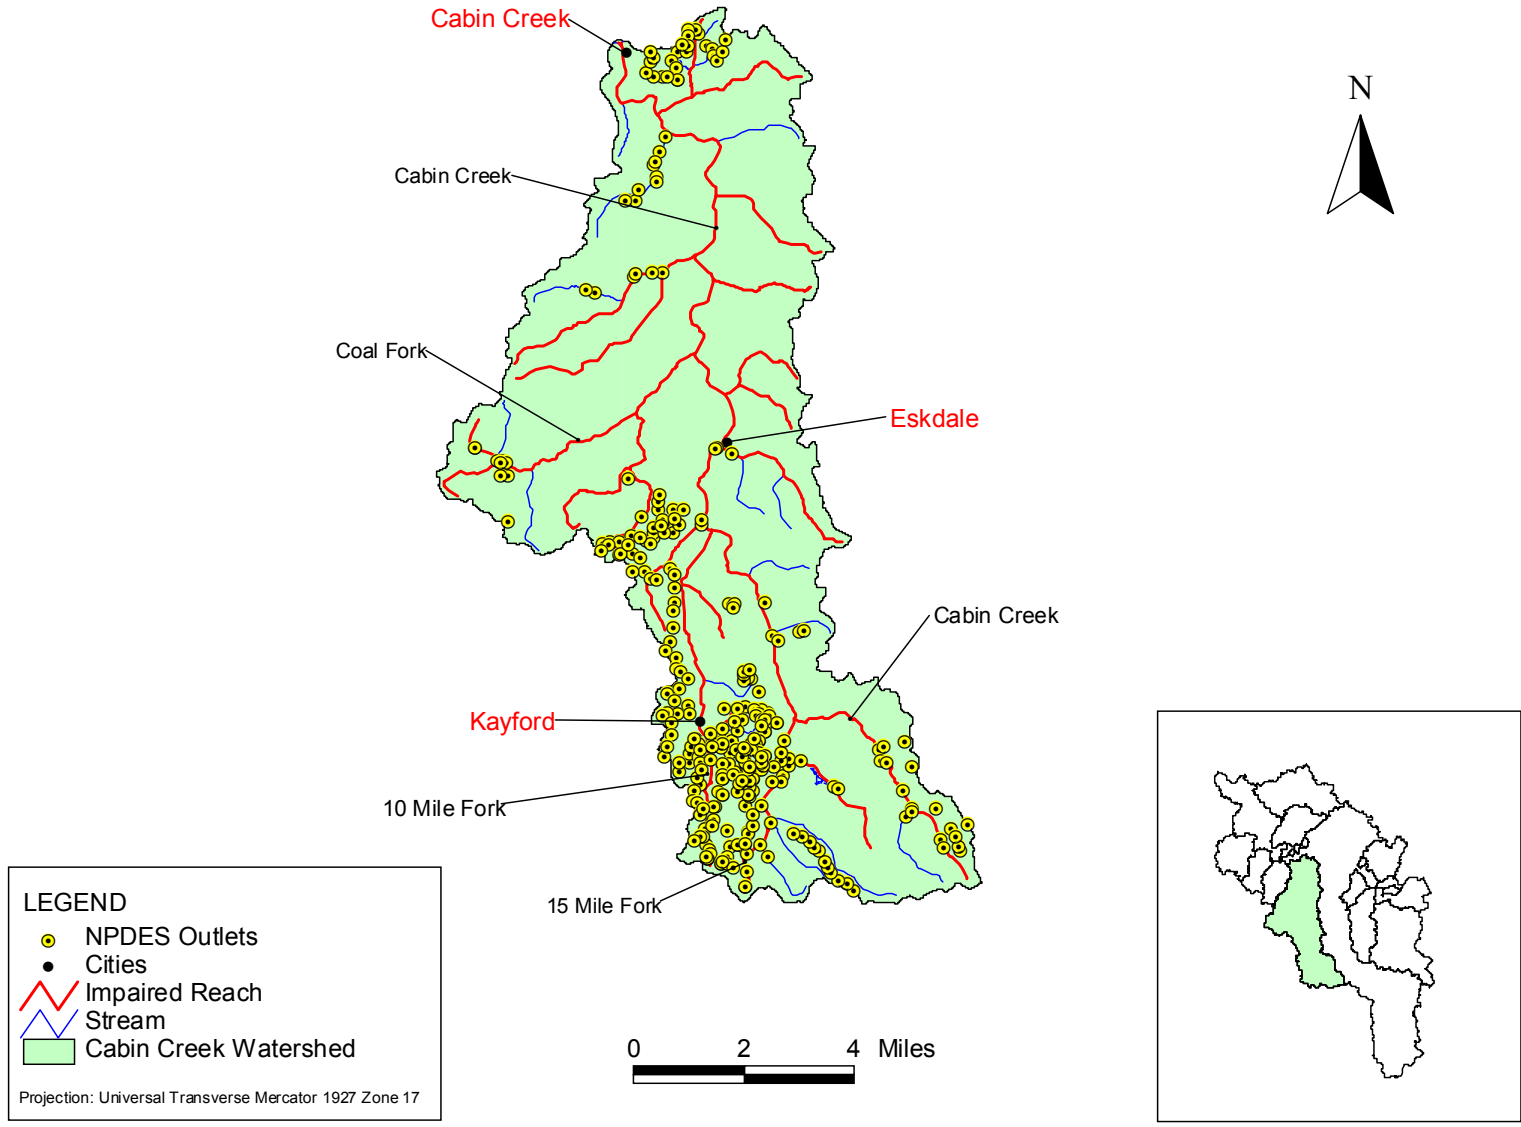 Cabin Creek
N
Cabin Creek
Coal Fork
Eskdale
Cabin Creek
Kayford
10 Mile Fork
15 Mile Fork
LEGEND
NPDES Outlets
Cities
Impaired Reach
Stream
Cabin Creek Watershed
Projection: Universal Transverse Mercator 1927 Zone 17
0 2 4 Miles